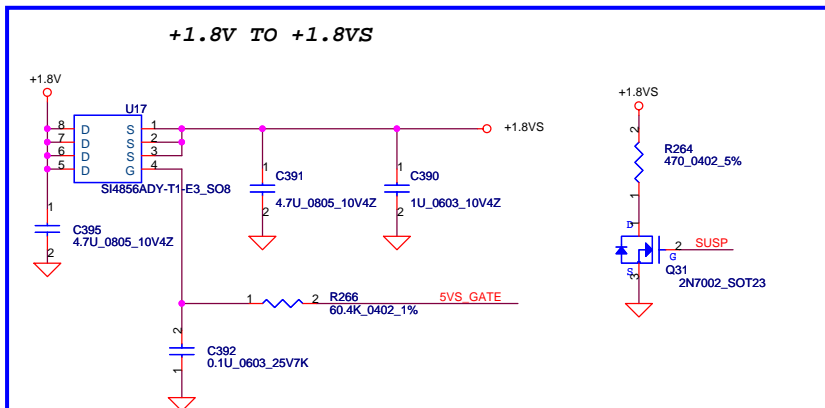 +1.8V TO +1.8VS
+1.8V
U17
8 D S 1
7 D S 2
6 D S 3
5 D G 4
SI4856ADY-T1-E3_SO8
+1.8VS
1
C395
4.7U_0805_10V4Z
2
1
C391
4.7U_0805_10V4Z
2
1
C390
1U_0603_10V4Z
2
1 R266 2
60.4K_0402_1%
5VS_GATE
2
C392
0.1U_0603_25V7K
1
+1.8VS
2
R264
470_0402_5%
1
D 1
2 SUSP
G
S 3
Q31
2N7002_SOT23